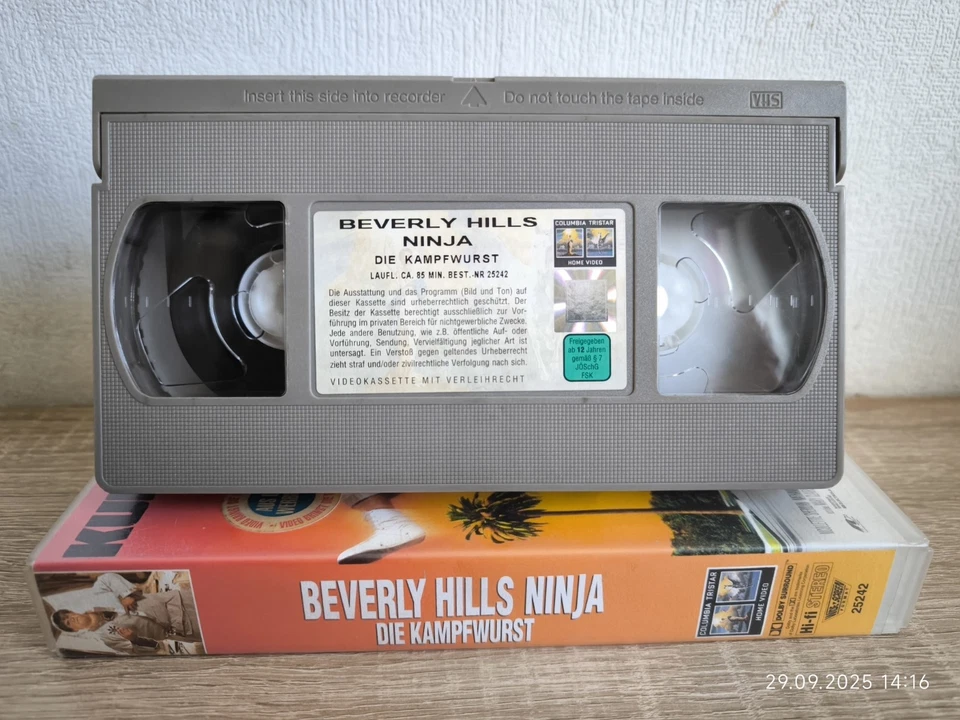 Insert this side into recorder Do not touch the tape inside VHS
BEVERLY HILLS
NINJA
DIE KAMPFWURST
LAUFL. CA. 85 MIN. BEST.-NR 25242
Die Ausstattung und das Programm (Bild und Ton) auf
dieser Kassette sind urheberrechtlich geschützt. Der
Besitz der Kassette berechtigt ausschließlich zur Vor-
führung im privaten Bereich für nichtgewerbliche Zwecke.
Jede andere Benutzung, wie z.B. öffentliche Auf- oder
Vorführung, Sendung, Vervielfältigung jeglicher Art ist
untersagt. Ein Verstoß gegen geltendes Urheberrecht
zieht straf und/oder zivilrechtliche Verfolgung nach sich.
VIDEOKASSETTE MIT VERLEIHRECHT
COLUMBIA TRISTAR
HOME VIDEO
Freigegeben
ab 12 Jahren
gemäß § 7
JÖSchG
FSK
BEVERLY HILLS NINJA
DIE KAMPFWURST
COLUMBIA TRISTAR
HOME VIDEO
DOLBY SURROUND
Hi-fi STEREO
25242
29.09.2025 14:16